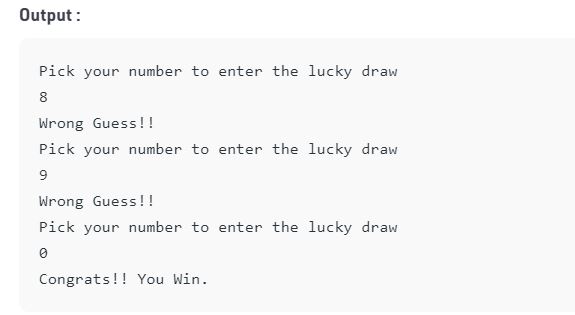 Output :
Pick your number to enter the lucky draw
8
Wrong Guess!!
Pick your number to enter the lucky draw
9
Wrong Guess!!
Pick your number to enter the lucky draw
0
Congrats!! You Win.